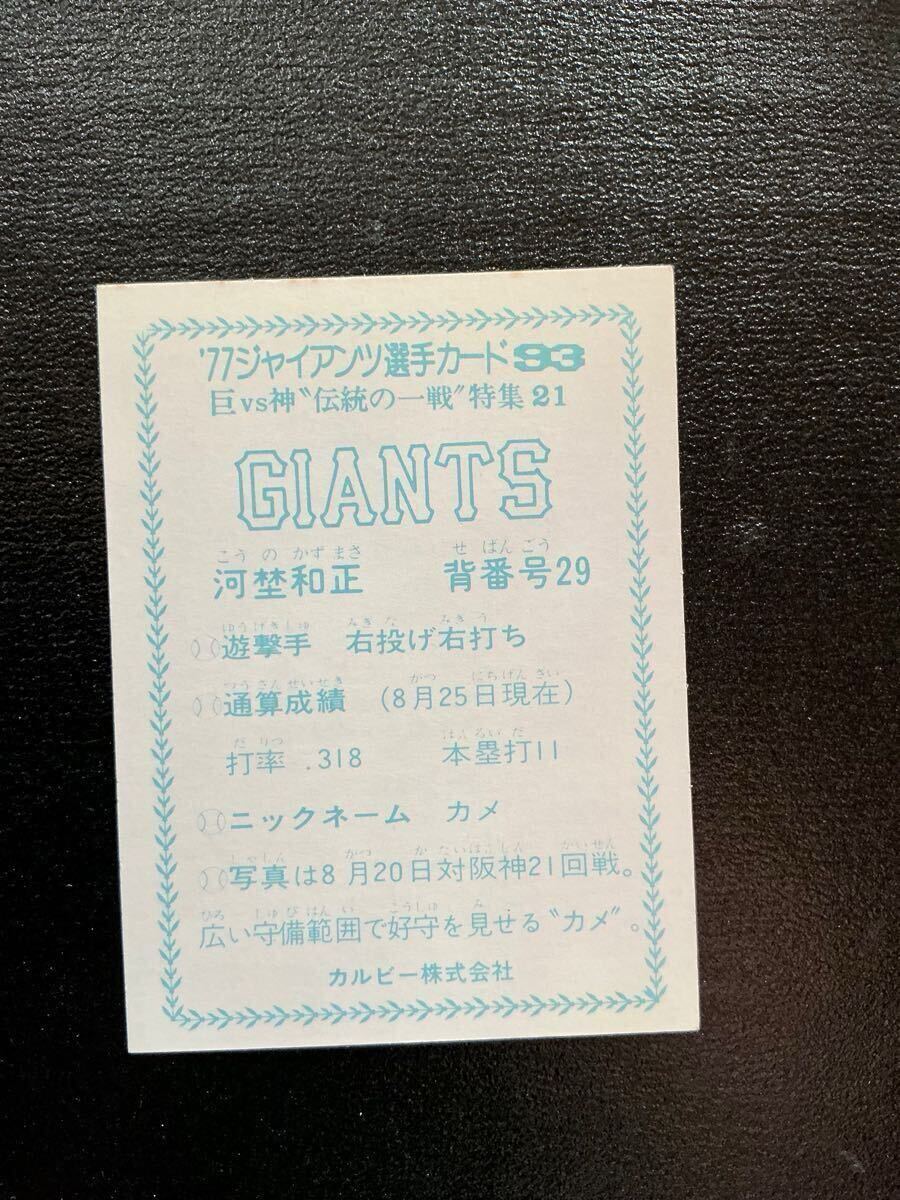 '77ジャイアンツ選手カード93
巨vs神〝伝統の一戦〟特集21
GIANTS
こうのかずまさ せばんごう
河埜和正 背番号29
ゆうげきしゅ みぎな みぎう
遊撃手 右投げ右打ち
つうさんせいせき がつ にちげんざい
通算成績 (8月25日現在)
だりつ ほんるいだ
打率 .318 本塁打11
ニックネーム カメ
しゃしん がつ かたいはんしん かいせん
写真は8月20日対阪神21回戦。
ひろ しゅびはんい こうしゅ み
広い守備範囲で好守を見せる〝カメ〟。
カルビー株式会社